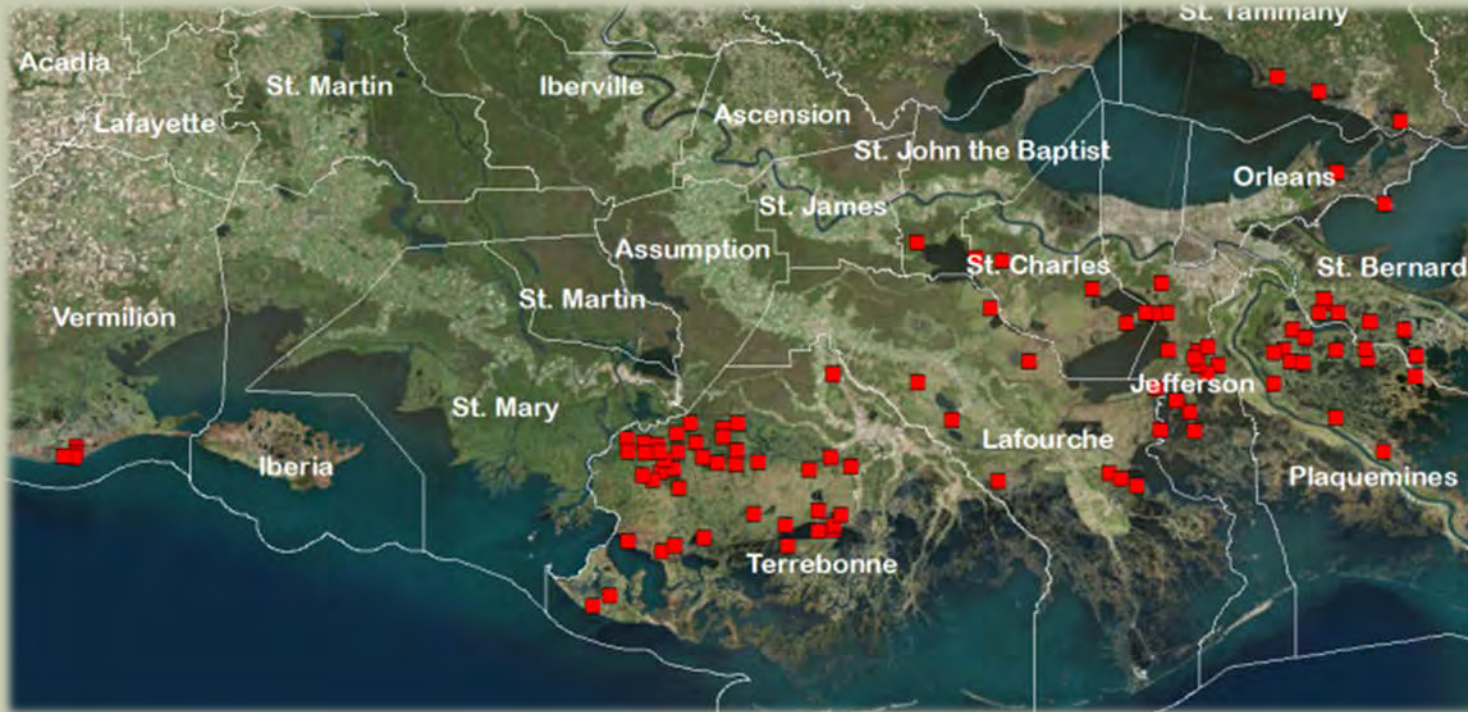 St. Tammany
Acadia
St. Martin
Iberville
Ascension
Lafayette
St. John the Baptist
Orleans
St. James
Assumption
St. Charles
St. Bernard
St. Martin
Vermilion
Jefferson
St. Mary
Lafourche
Iberia
Plaquemines
Terrebonne